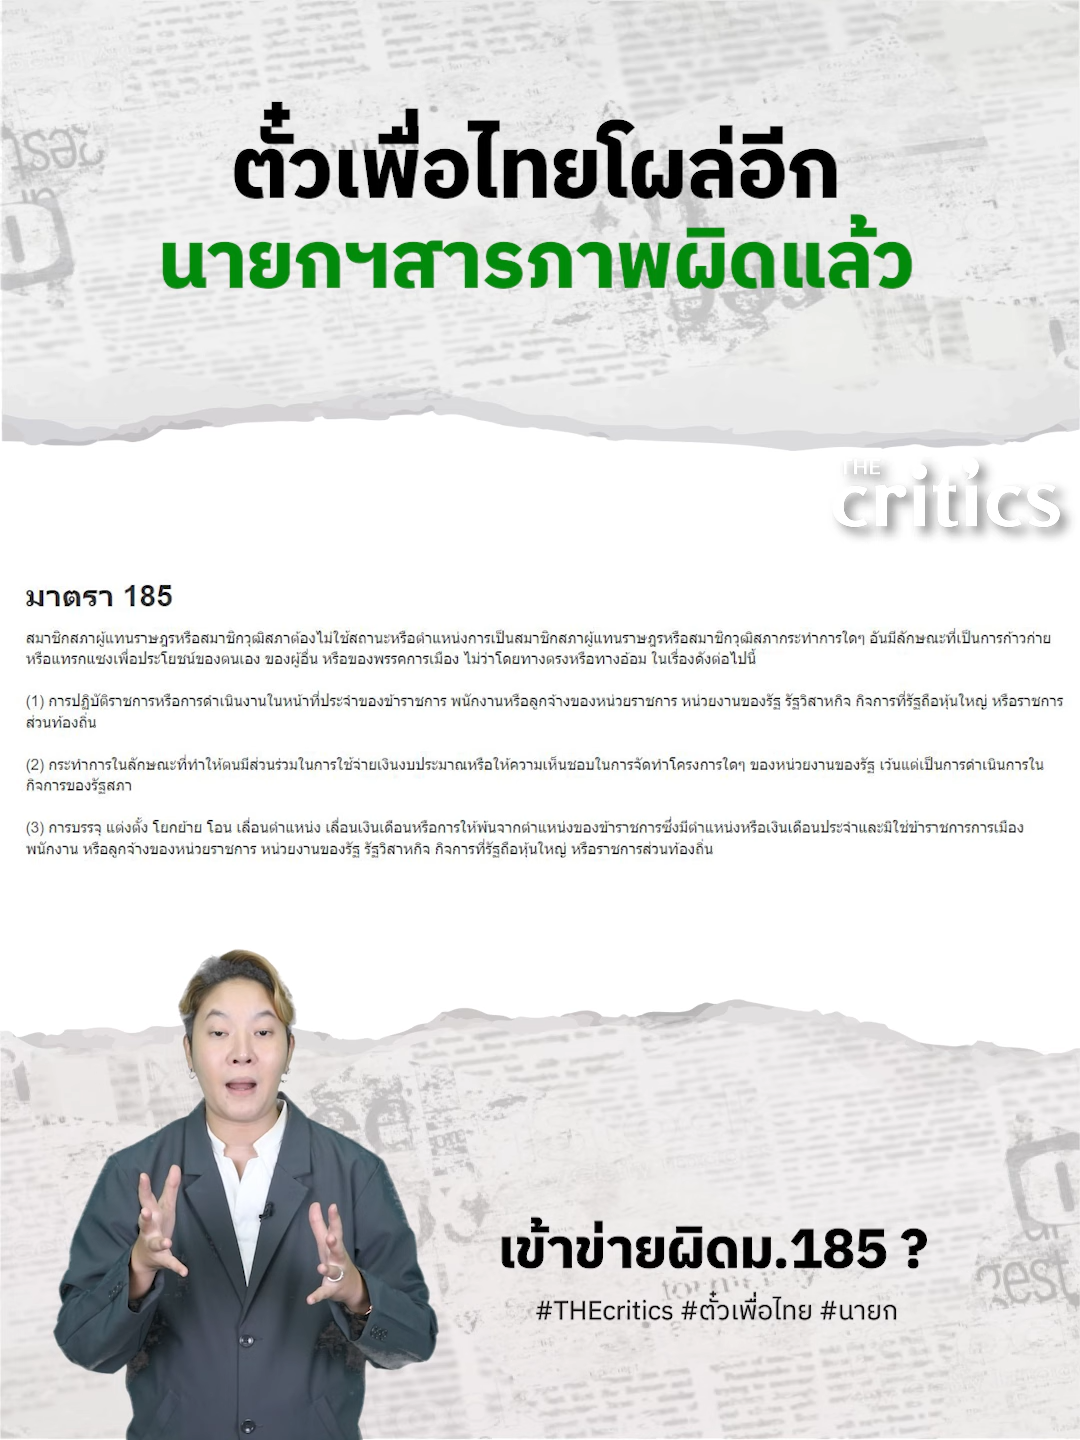 ตั๋วเพื่อไทยโผล่อีก
นายกฯสารภาพผิดแล้ว
THE
critics
มาตรา 185
สมาชิกสภาผู้แทนราษฎรหรือสมาชิกวุฒิสภาต้องไม่ใช้สถานะหรือตำแหน่งการเป็นสมาชิกสภาผู้แทนราษฎรหรือสมาชิกวุฒิสภากระทำการใดๆ อันมีลักษณะที่เป็นการก้าวก่าย
หรือแทรกแซงเพื่อประโยชน์ของตนเอง ของผู้อื่น หรือของพรรคการเมือง ไม่ว่าโดยทางตรงหรือทางอ้อม ในเรื่องดังต่อไปนี้
(1) การปฏิบัติราชการหรือการดำเนินงานในหน้าที่ประจำของข้าราชการ พนักงานหรือลูกจ้างของหน่วยราชการ หน่วยงานของรัฐ รัฐวิสาหกิจ กิจการที่รัฐถือหุ้นใหญ่ หรือราชการ
ส่วนท้องถิ่น
(2) กระทำการในลักษณะที่ทำให้ตนมีส่วนร่วมในการใช้จ่ายเงินงบประมาณหรือให้ความเห็นชอบในการจัดทำโครงการใดๆ ของหน่วยงานของรัฐ เว้นแต่เป็นการดำเนินการใน
กิจการของรัฐสภา
(3) การบรรจุ แต่งตั้ง โยกย้าย โอน เลื่อนตำแหน่ง เลื่อนเงินเดือนหรือการให้พ้นจากตำแหน่งของข้าราชการซึ่งมีตำแหน่งหรือเงินเดือนประจำและมิใช่ข้าราชการการเมือง
พนักงาน หรือลูกจ้างของหน่วยราชการ หน่วยงานของรัฐ รัฐวิสาหกิจ กิจการที่รัฐถือหุ้นใหญ่ หรือราชการส่วนท้องถิ่น
เข้าข่ายผิดม.185 ?
#THEcritics #ตั๋วเพื่อไทย #นายก